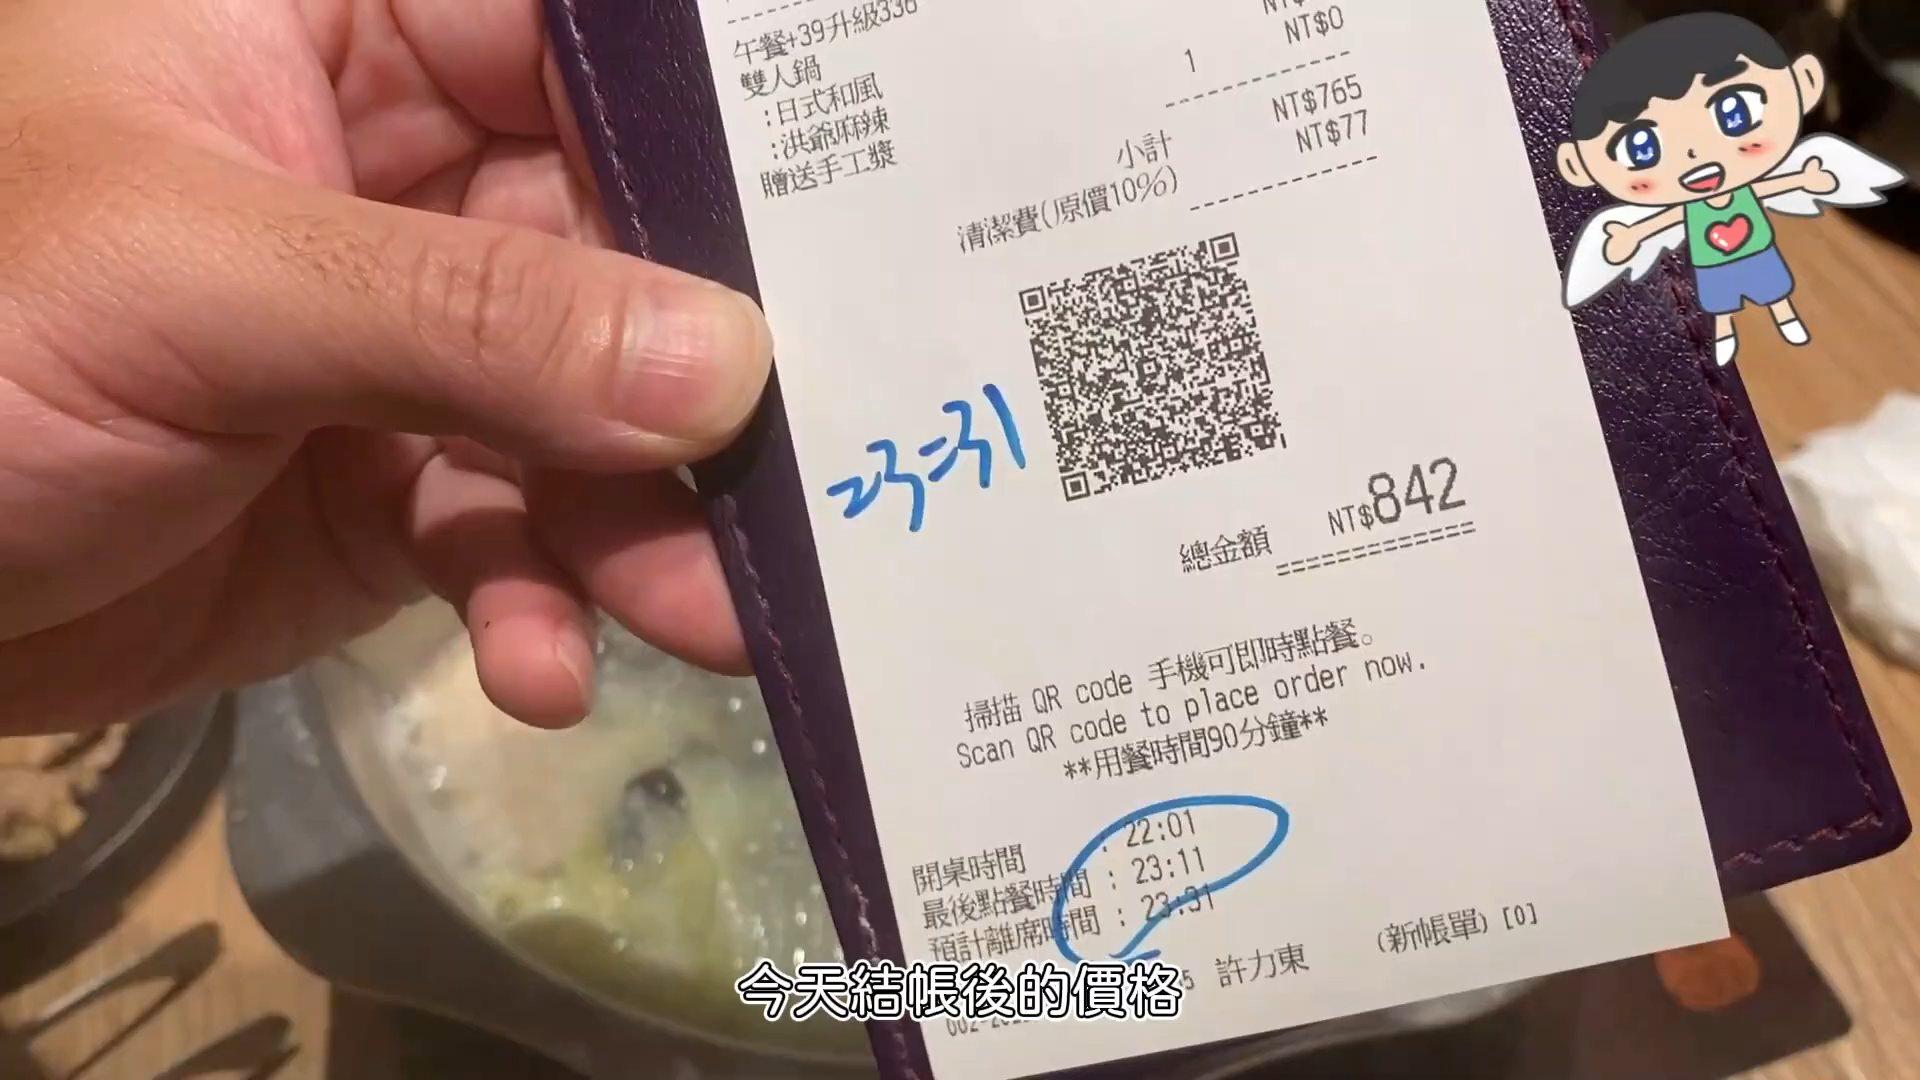 午餐+39升級338
NT$0
雙人鍋 1
:日式和風
:洪爺麻辣
贈送手工漿
小計 NT$765
清潔費(原價10%) NT$77
23:31
總金額 NT$842
============
掃描 QR code 手機可即時點餐。
Scan QR code to place order now.
**用餐時間90分鐘**
開桌時間 : 22:01
最後點餐時間 : 23:11
預計離席時間 : 23:31
許力東 (新帳單) [0]
今天結帳後的價格